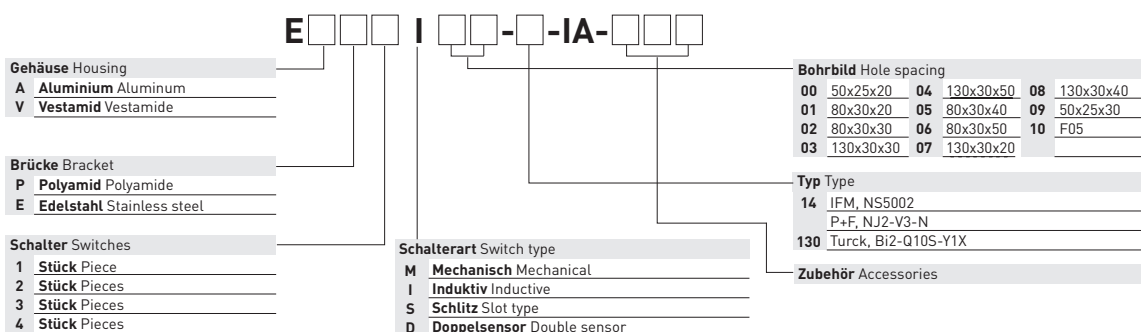 E I - -IA-
Gehäuse Housing
A Aluminium Aluminum
V Vestamid Vestamide
Brücke Bracket
P Polyamid Polyamide
E Edelstahl Stainless steel
Schalter Switches
1 Stück Piece
2 Stück Pieces
3 Stück Pieces
4 Stück Pieces
Schalterart Switch type
M Mechanisch Mechanical
I Induktiv Inductive
S Schlitz Slot type
D Doppelsensor Double sensor
Bohrbild Hole spacing
00 50x25x20 04 130x30x50 08 130x30x40
01 80x30x20 05 80x30x40 09 50x25x30
02 80x30x30 06 80x30x50 10 F05
03 130x30x30 07 130x30x20
Typ Type
14 IFM, NS5002
P+F, NJ2-V3-N
130 Turck, Bi2-Q10S-Y1X
Zubehör Accessories